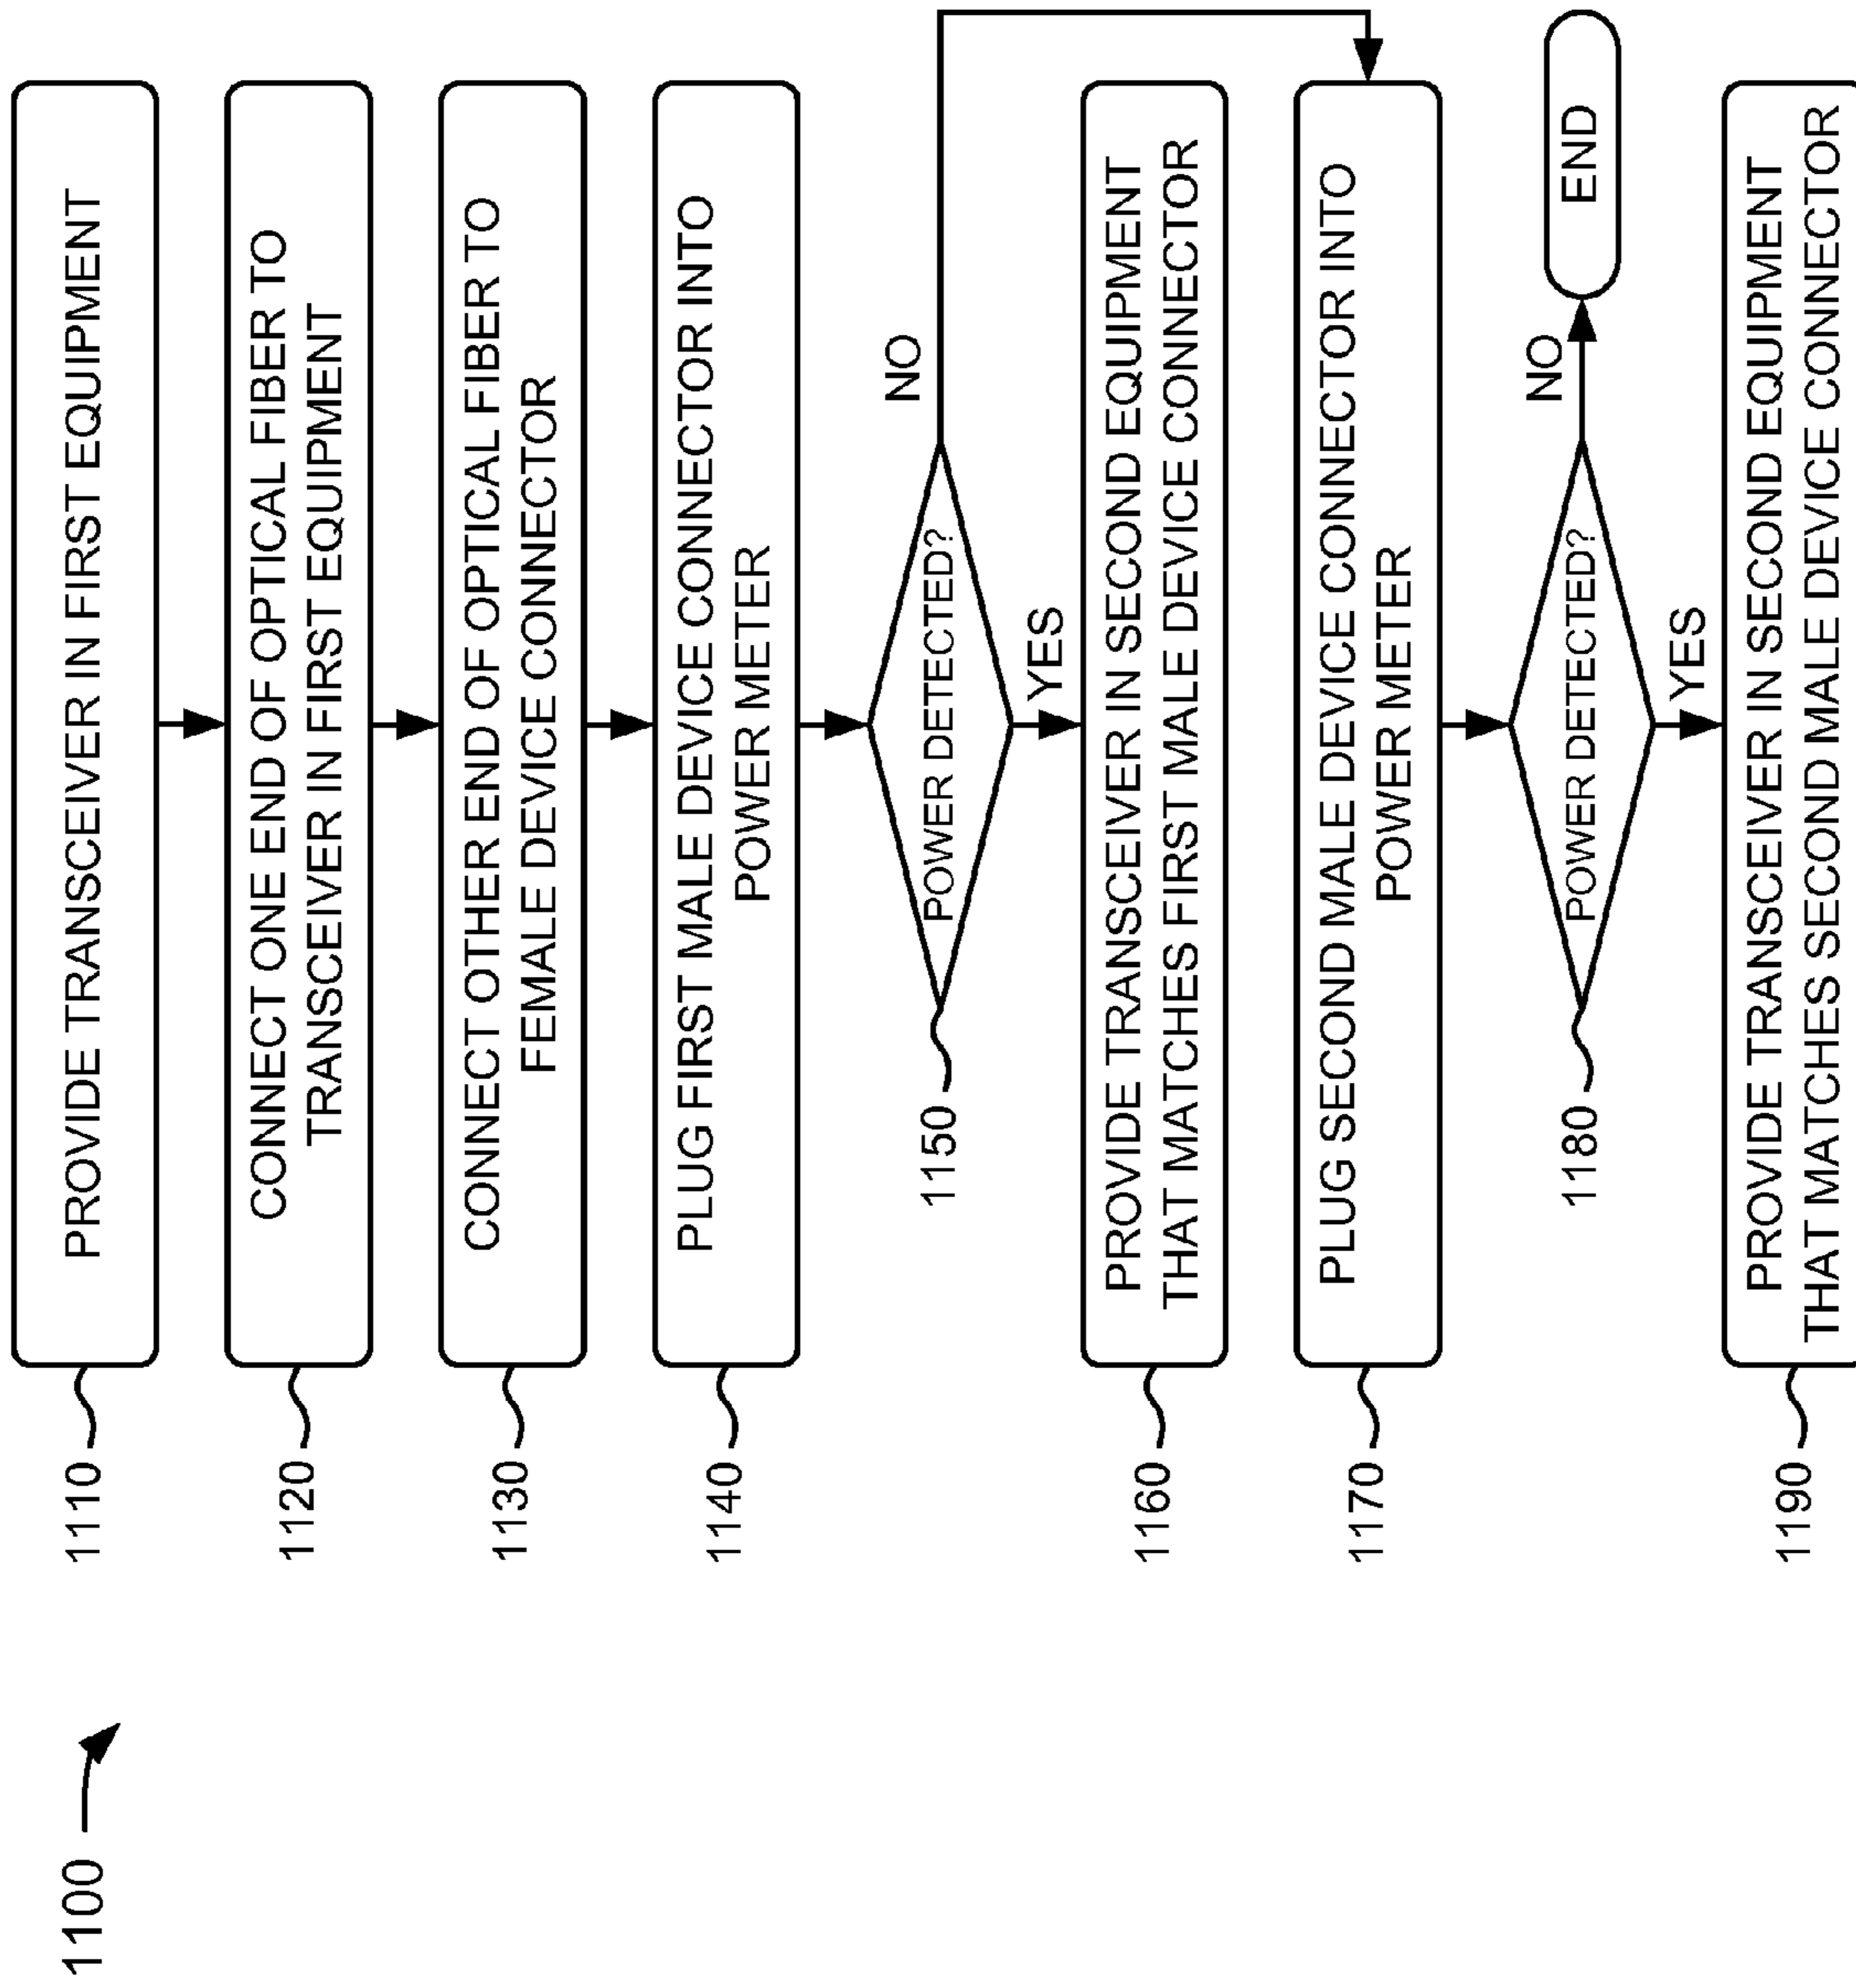 1100
1110
PROVIDE TRANSCEIVER IN FIRST EQUIPMENT
1120
CONNECT ONE END OF OPTICAL FIBER TO
TRANSCEIVER IN FIRST EQUIPMENT
1130
CONNECT OTHER END OF OPTICAL FIBER TO
FEMALE DEVICE CONNECTOR
1140
PLUG FIRST MALE DEVICE CONNECTOR INTO
POWER METER
1150
POWER DETECTED?
NO
YES
1160
PROVIDE TRANSCEIVER IN SECOND EQUIPMENT
THAT MATCHES FIRST MALE DEVICE CONNECTOR
1170
PLUG SECOND MALE DEVICE CONNECTOR INTO
POWER METER
1180
POWER DETECTED?
NO
END
YES
1190
PROVIDE TRANSCEIVER IN SECOND EQUIPMENT
THAT MATCHES SECOND MALE DEVICE CONNECTOR